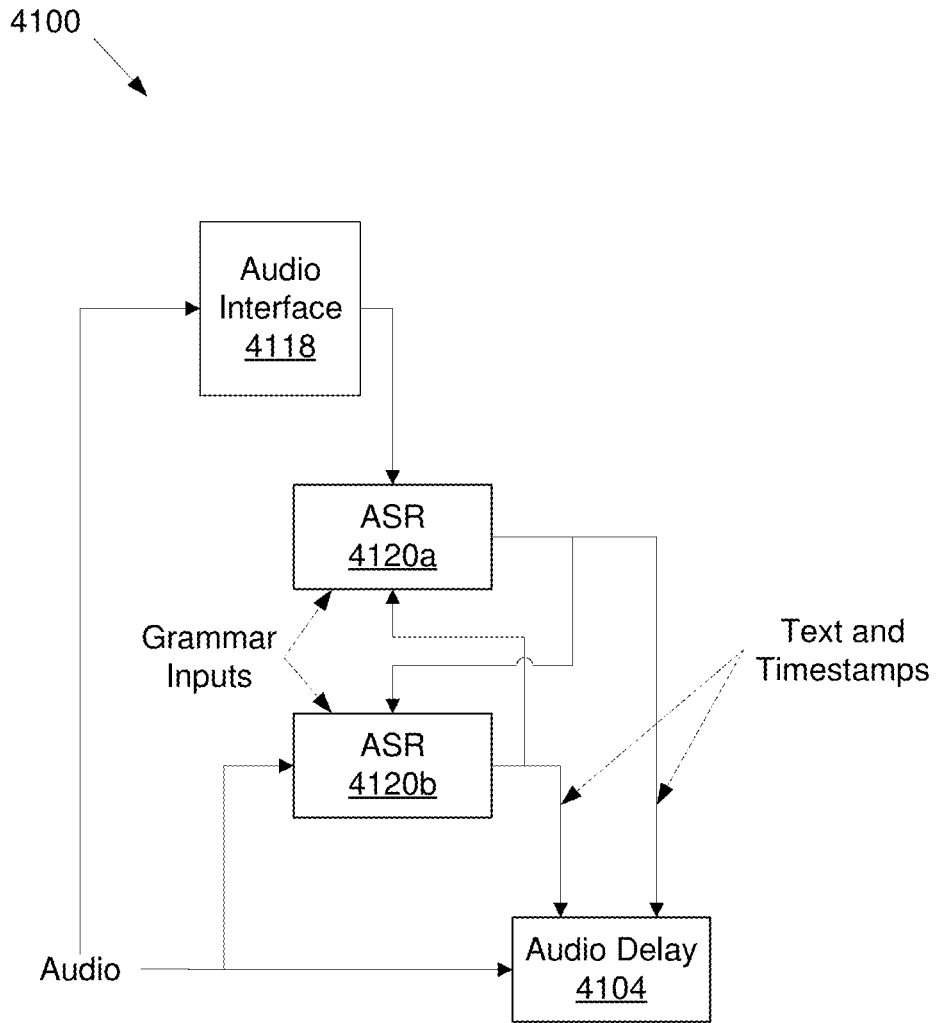 4100
Audio
Interface
4118
ASR
4120a
Grammar
Inputs
Text and
Timestamps
ASR
4120b
Audio
Audio Delay
4104